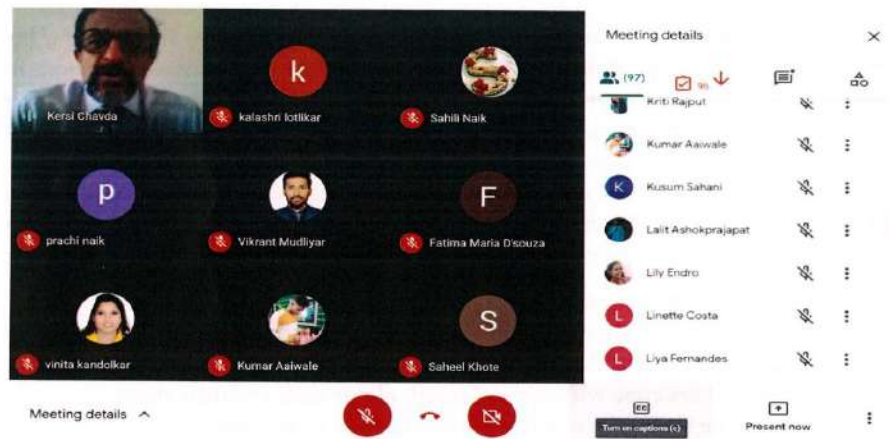 Kersi Chavda
k
kalashri lotlikar
Sahili Naik
p
prachi naik
Vikrant Mudliyar
F
Fatima Maria D'souza
vinita kandolkar
Kumar Aaiwale
S
Saheel Khote
Meeting details
Meeting details
(97)
96
Kriti Rajput
Kumar Aaiwale
K
Kusum Sahani
Lalit Ashokprajapat
Lily Endro
L
Linette Costa
L
Liya Fernandes
Turn on captions (c)
Present now